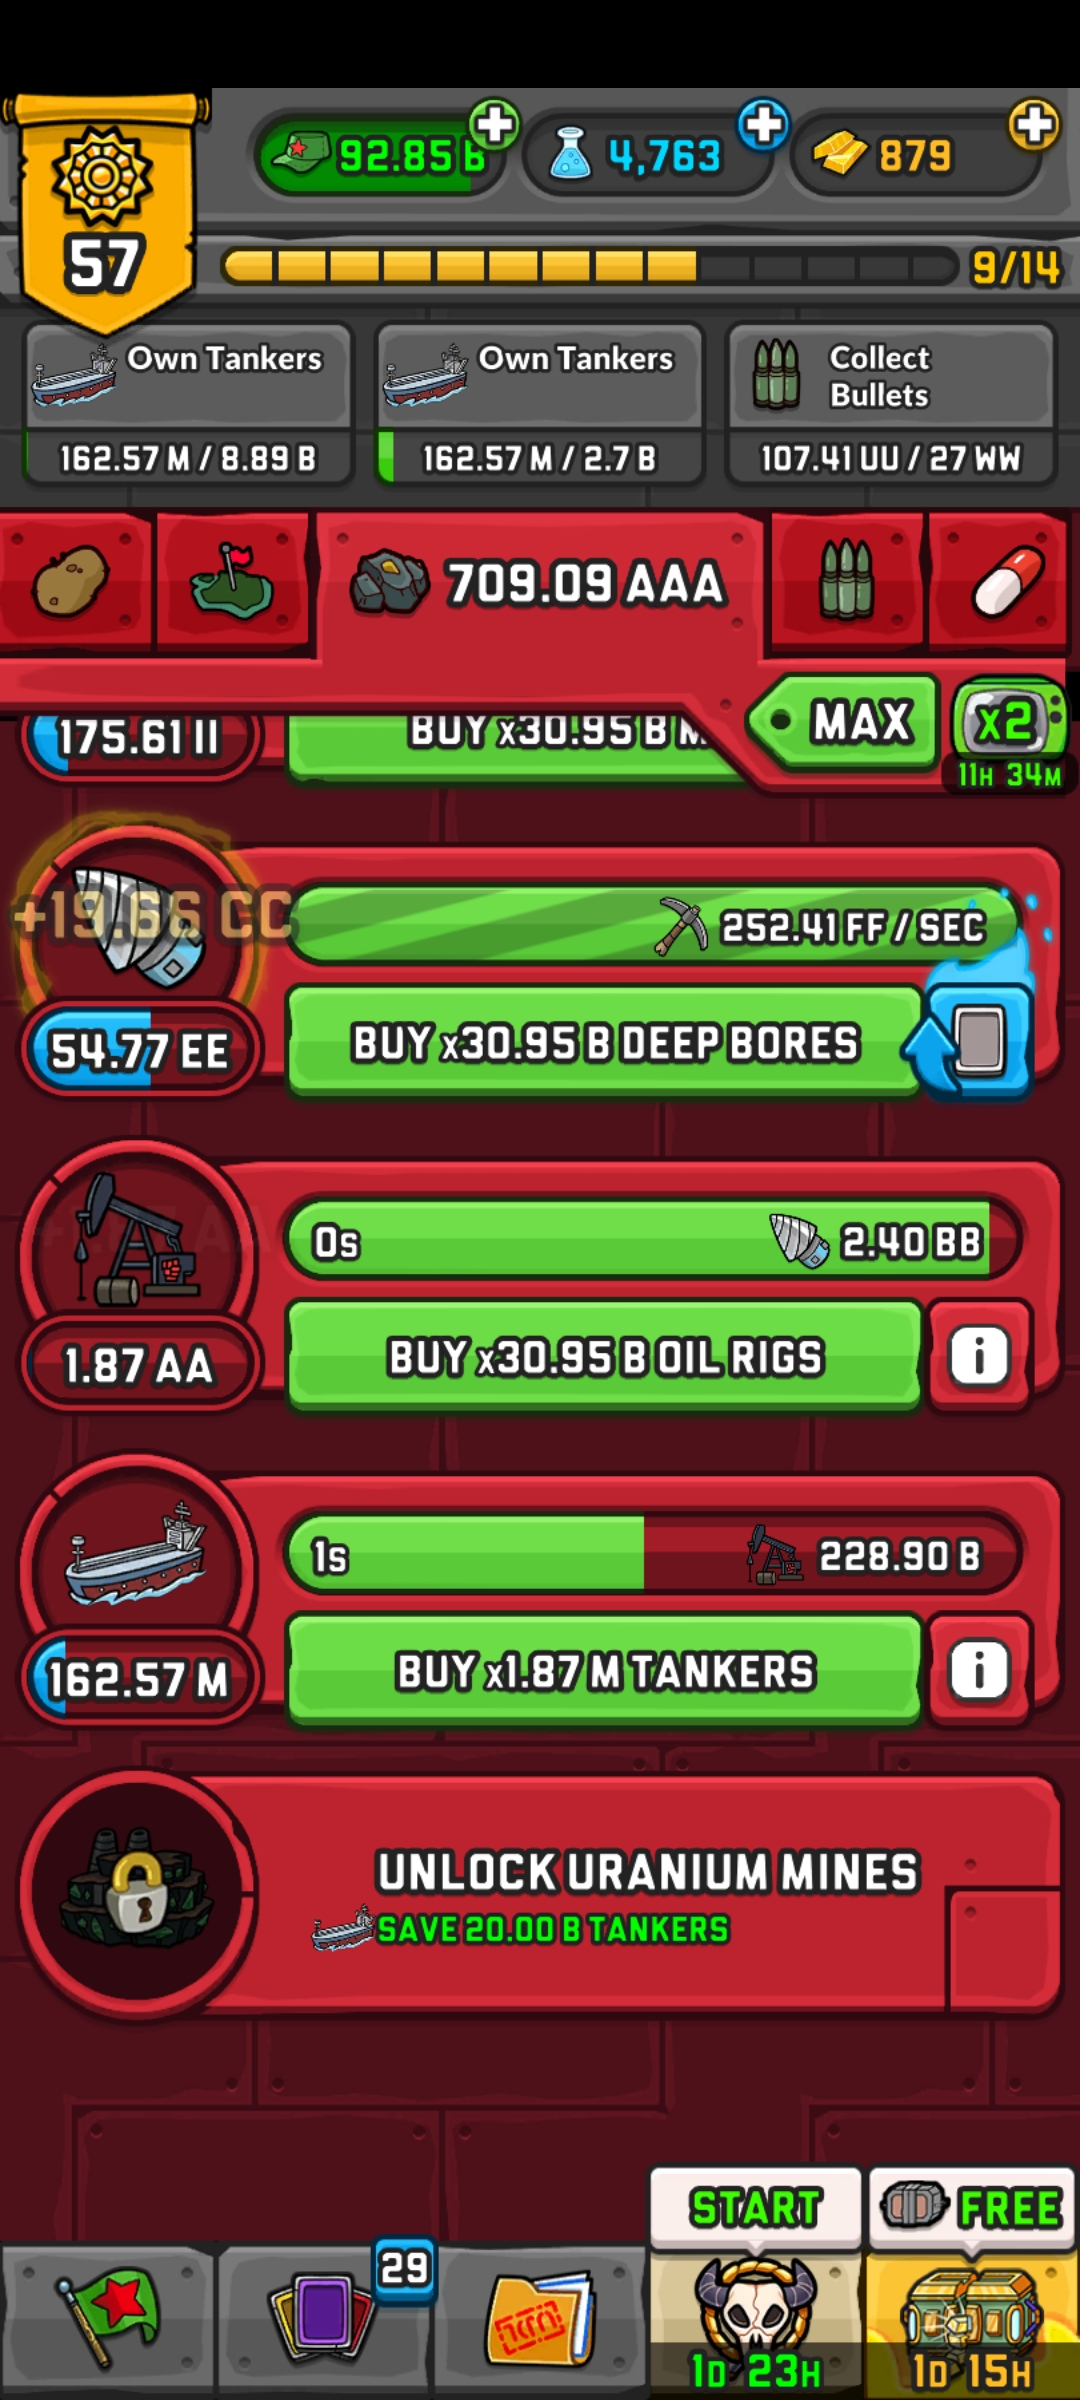 92.85 B
4,763
879
57
9/14
Own Tankers
162.57 M / 8.89 B
Own Tankers
162.57 M / 2.7 B
Collect
Bullets
107.41 UU / 27 WW
709.09 AAA
MAX
x2
11H 34M
175.61 II
BUY x30.95 B M
+19.66 CC
252.41 FF / SEC
54.77 EE
BUY x30.95 B DEEP BORES
0s
2.40 BB
1.87 AA
BUY x30.95 B OIL RIGS
i
1s
228.90 B
162.57 M
BUY x1.87 M TANKERS
i
UNLOCK URANIUM MINES
SAVE 20.00 B TANKERS
START
FREE
29
1D 23H
1D 15H